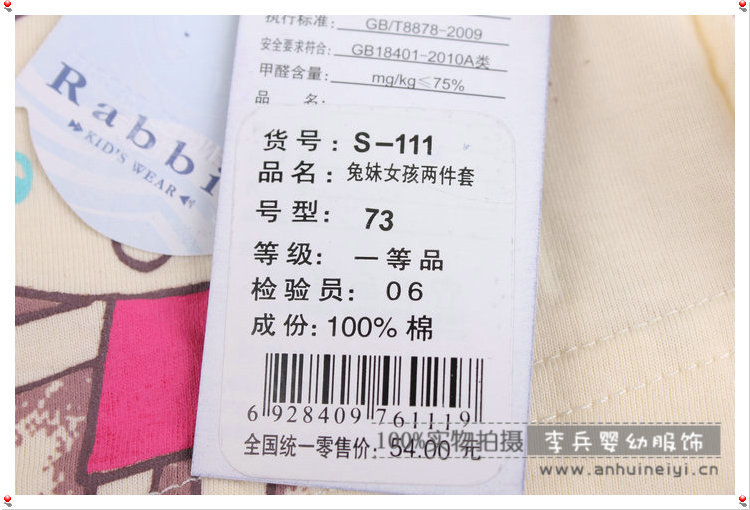 Rabbi
KID'S WEAR
执行标准: GB/T8878-2009
安全要求符合: GB18401-2010A类
甲醛含量: mg/kg≤75%
品 名:
货号: S-111
品名: 兔妹女孩两件套
号型: 73
等级: 一等品
检验员: 06
成份: 100% 棉
6 928409 761119
全国统一零售价: 54.00 元
100%实物拍摄
李兵婴幼服饰
www.anhuineiyi.cn